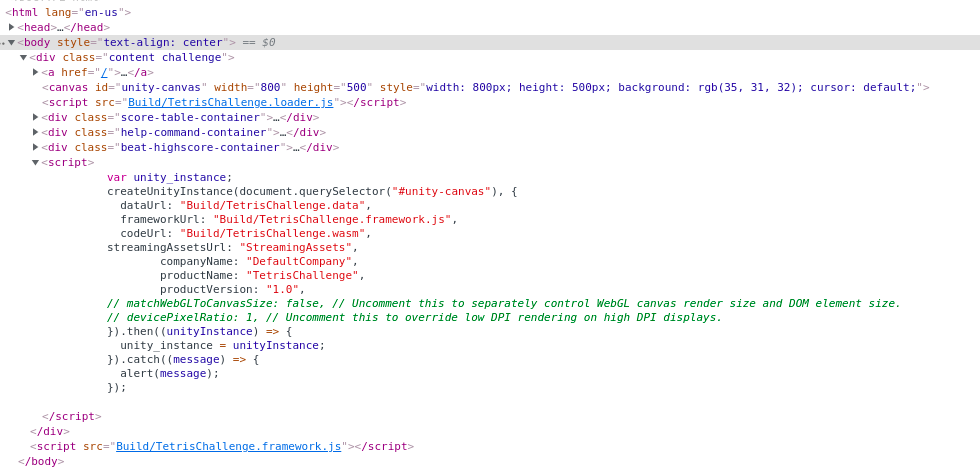 <html lang="en-us">
<head>…</head>
<body style="text-align: center"> == $0
<div class="content challenge">
<a href="/">…</a>
<canvas id="unity-canvas" width="800" height="500" style="width: 800px; height: 500px; background: rgb(35, 31, 32); cursor: default;">
<script src="Build/TetrisChallenge.loader.js"></script>
<div class="score-table-container">…</div>
<div class="help-command-container">…</div>
<div class="beat-highscore-container">…</div>
<script>
var unity_instance;
createUnityInstance(document.querySelector("#unity-canvas"), {
dataUrl: "Build/TetrisChallenge.data",
frameworkUrl: "Build/TetrisChallenge.framework.js",
codeUrl: "Build/TetrisChallenge.wasm",
streamingAssetsUrl: "StreamingAssets",
companyName: "DefaultCompany",
productName: "TetrisChallenge",
productVersion: "1.0",
// matchWebGLToCanvasSize: false, // Uncomment this to separately control WebGL canvas render size and DOM element size.
// devicePixelRatio: 1, // Uncomment this to override low DPI rendering on high DPI displays.
}).then((unityInstance) => {
unity_instance = unityInstance;
}).catch((message) => {
alert(message);
});
</script>
</div>
<script src="Build/TetrisChallenge.framework.js"></script>
</body>